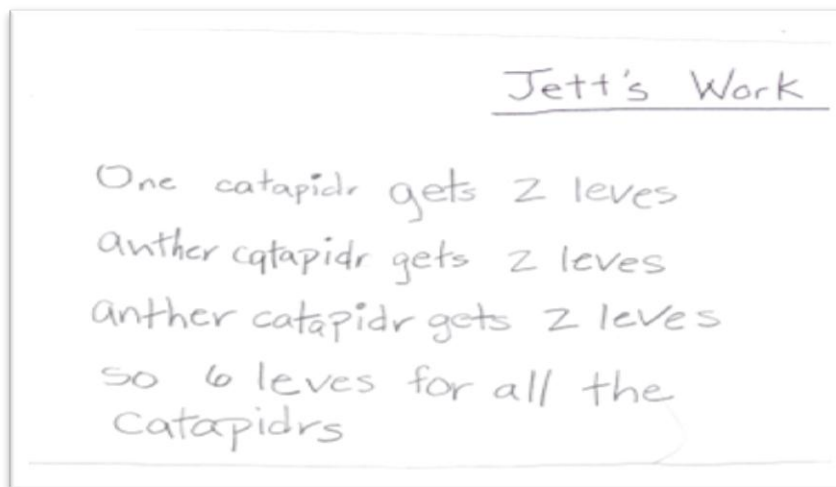 Jett's Work
One catapidr gets 2 leves
anther catapidr gets 2 leves
anther catapidr gets 2 leves
so 6 leves for all the
catapidrs